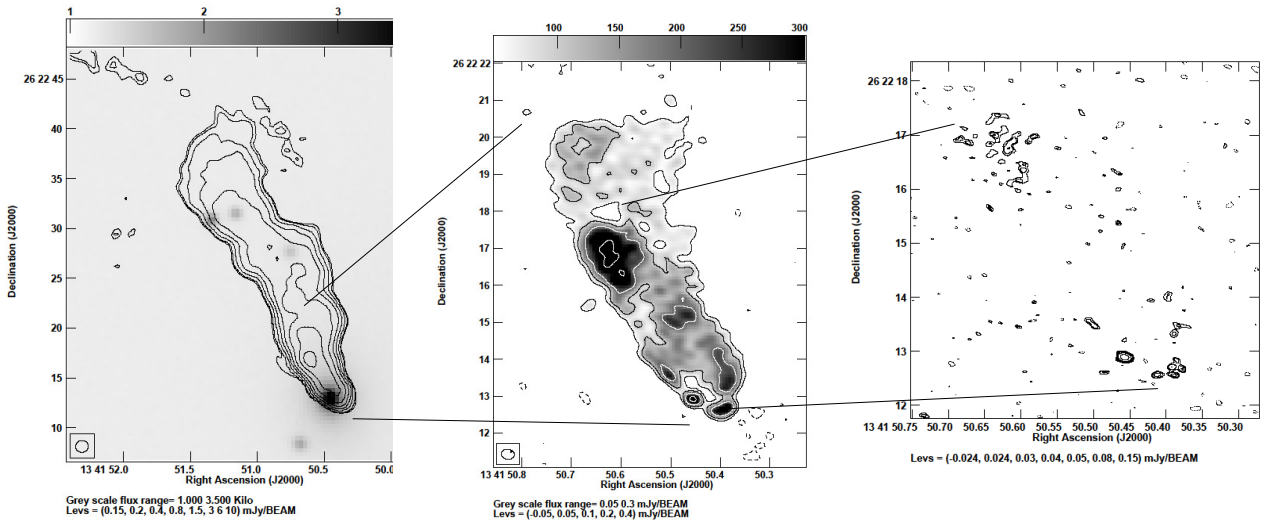 1 2 3
Declination (J2000)
26 22 45
40
35
30
25
20
15
10
13 41 52.0 51.5 51.0 50.5 50.0
Right Ascension (J2000)
Grey scale flux range= 1.000 3.500 Kilo
Levs = (0.15, 0.2, 0.4, 0.8, 1.5, 3 6 10) mJy/BEAM
100 150 200 250 300
Declination (J2000)
26 22 22
21
20
19
18
17
16
15
14
13
12
13 41 50.8 50.7 50.6 50.5 50.4 50.3
Right Ascension (J2000)
Grey scale flux range= 0.05 0.3 mJy/BEAM
Levs = (-0.05, 0.05, 0.1, 0.2, 0.4) mJy/BEAM
Declination (J2000)
26 22 18
17
16
15
14
13
12
13 41 50.75 50.70 50.65 50.60 50.55 50.50 50.45 50.40 50.35 50.30
Right Ascension (J2000)
Levs = (-0.024, 0.024, 0.03, 0.04, 0.05, 0.08, 0.15) mJy/BEAM